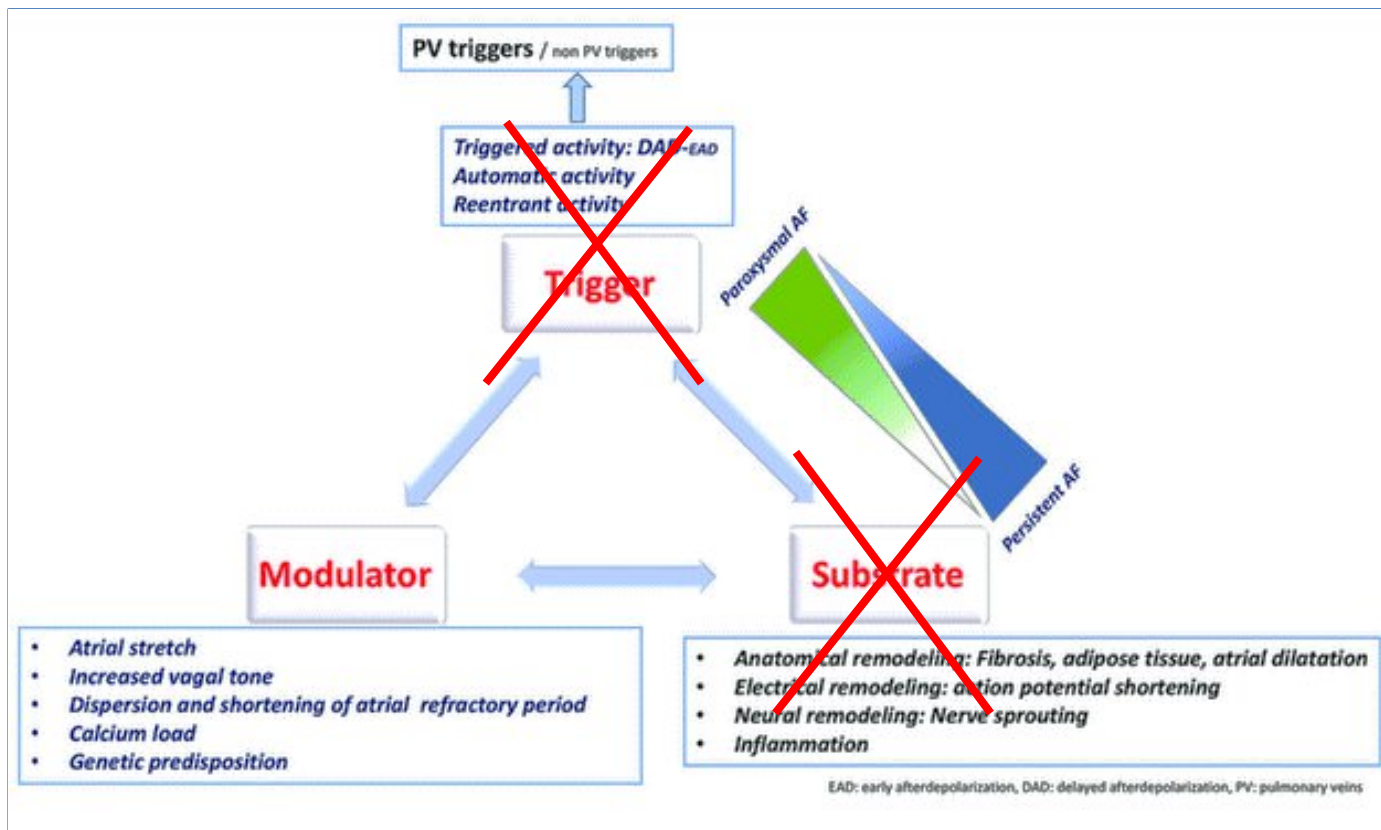 PV triggers / non PV triggers
Triggered activity: DAD-EAD
Automatic activity
Reentrant activity
Trigger
Paroxysmal AF
Persistent AF
Modulator
Substrate
• Atrial stretch
• Increased vagal tone
• Dispersion and shortening of atrial refractory period
• Calcium load
• Genetic predisposition
• Anatomical remodeling: Fibrosis, adipose tissue, atrial dilatation
• Electrical remodeling: action potential shortening
• Neural remodeling: Nerve sprouting
• Inflammation
EAD: early afterdepolarization, DAD: delayed afterdepolarization, PV: pulmonary veins